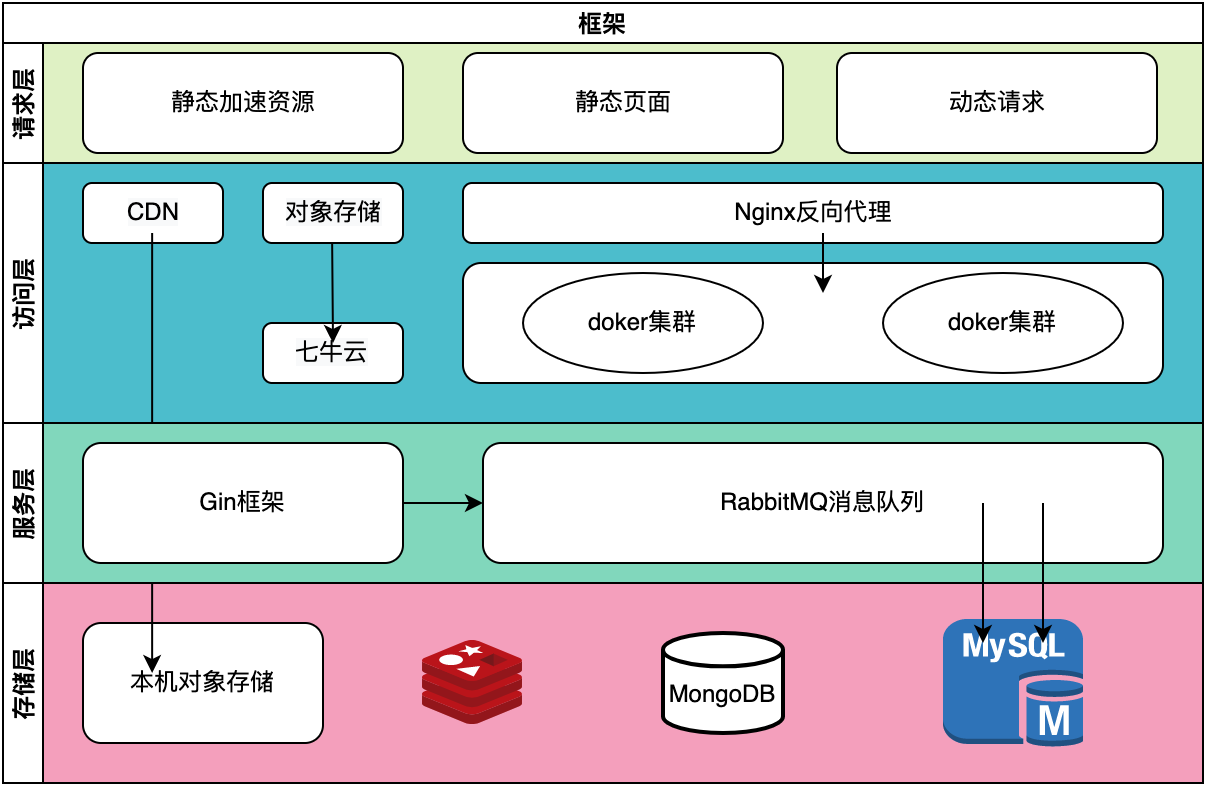 框架
请求层
静态加速资源
静态页面
动态请求
访问层
CDN
对象存储
Nginx反向代理
七牛云
doker集群
doker集群
服务层
Gin框架
RabbitMQ消息队列
存储层
本机对象存储
MongoDB
MySQL
M